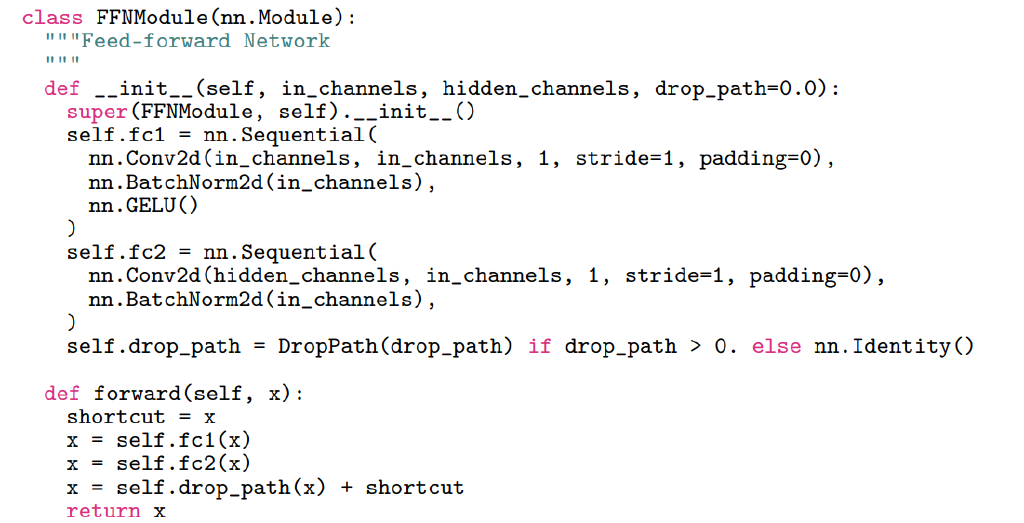 class FFNModule(nn.Module):
  """Feed-forward Network
  """
  def __init__(self, in_channels, hidden_channels, drop_path=0.0):
    super(FFNModule, self).__init__()
    self.fc1 = nn.Sequential(
      nn.Conv2d(in_channels, in_channels, 1, stride=1, padding=0),
      nn.BatchNorm2d(in_channels),
      nn.GELU()
    )
    self.fc2 = nn.Sequential(
      nn.Conv2d(hidden_channels, in_channels, 1, stride=1, padding=0),
      nn.BatchNorm2d(in_channels),
    )
    self.drop_path = DropPath(drop_path) if drop_path > 0. else nn.Identity()

  def forward(self, x):
    shortcut = x
    x = self.fc1(x)
    x = self.fc2(x)
    x = self.drop_path(x) + shortcut
    return x